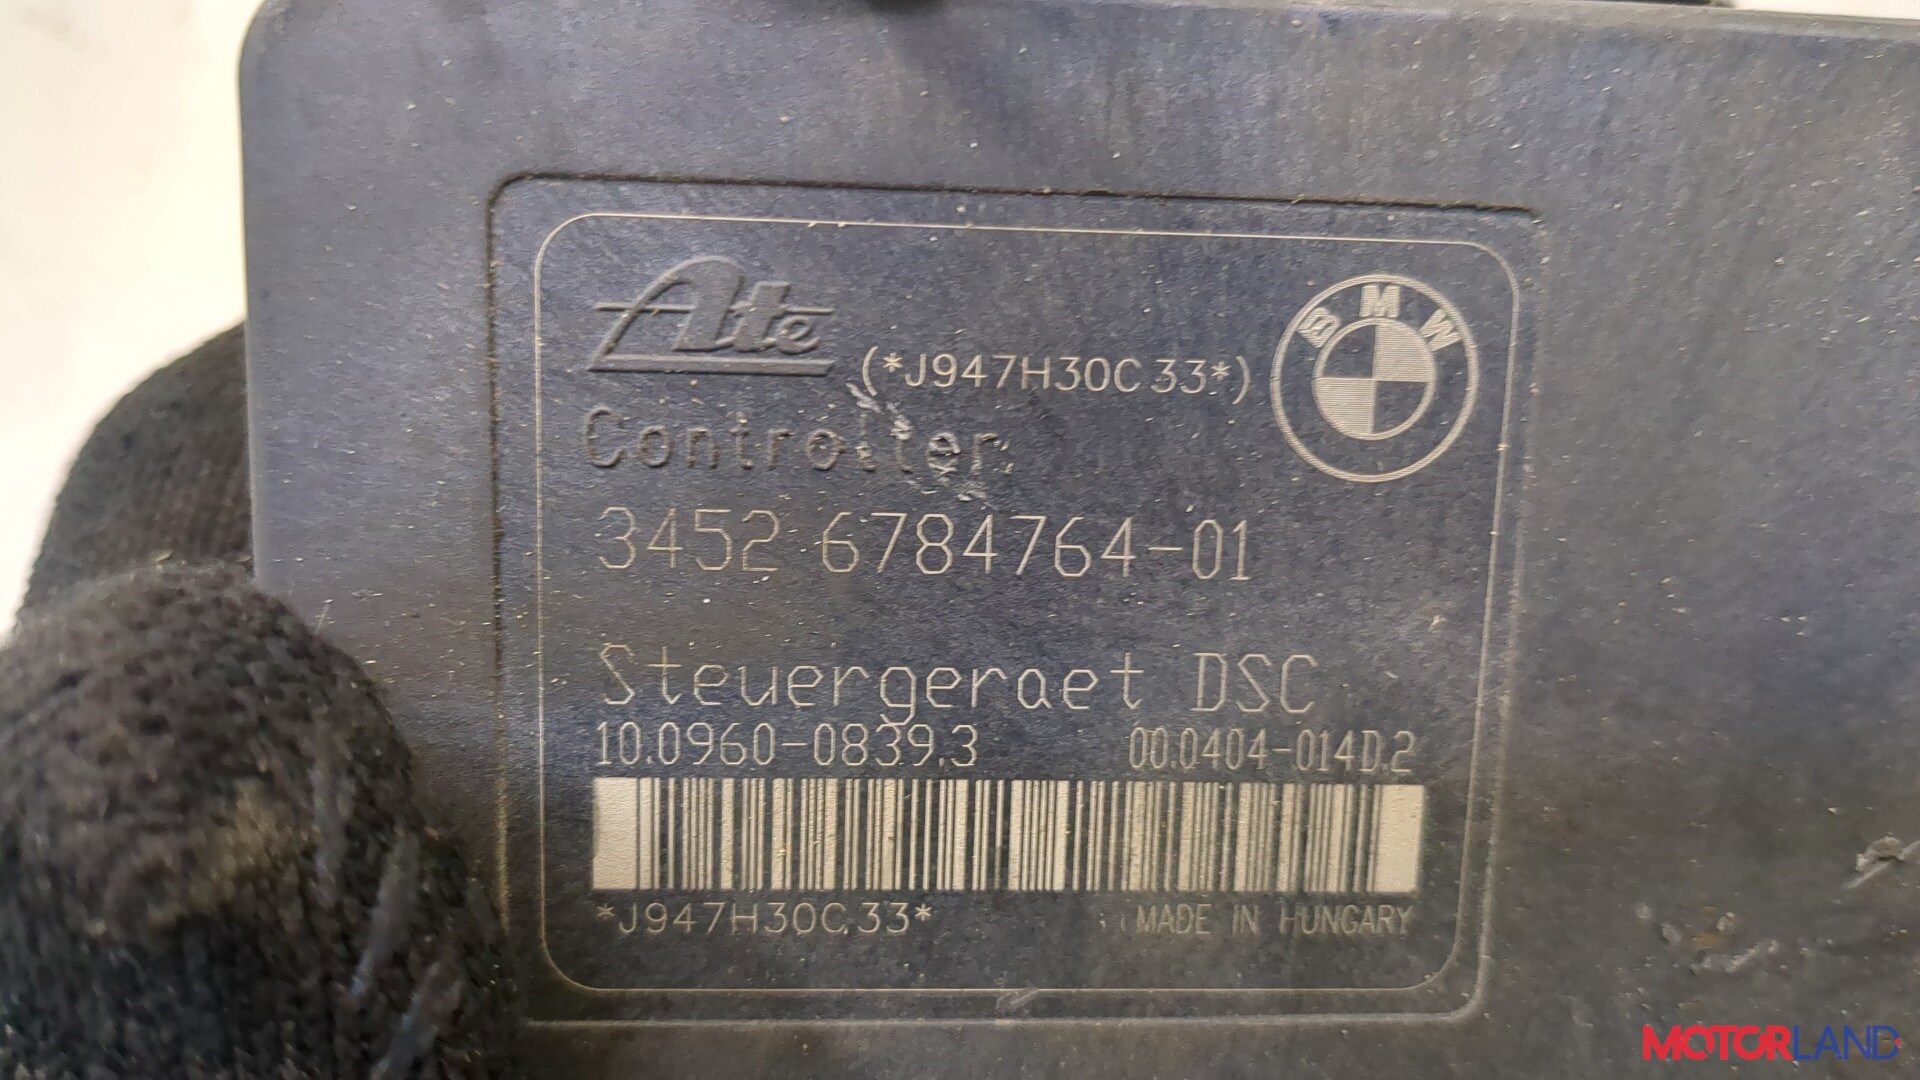 Ate
(*J947H30C33*)
BMW
Controller
3452 6784764-01
Steuergeraet DSC
10.0960-0839.3 00.0404-014D.2
*J947H30C33* MADE IN HUNGARY
MOTORLAND